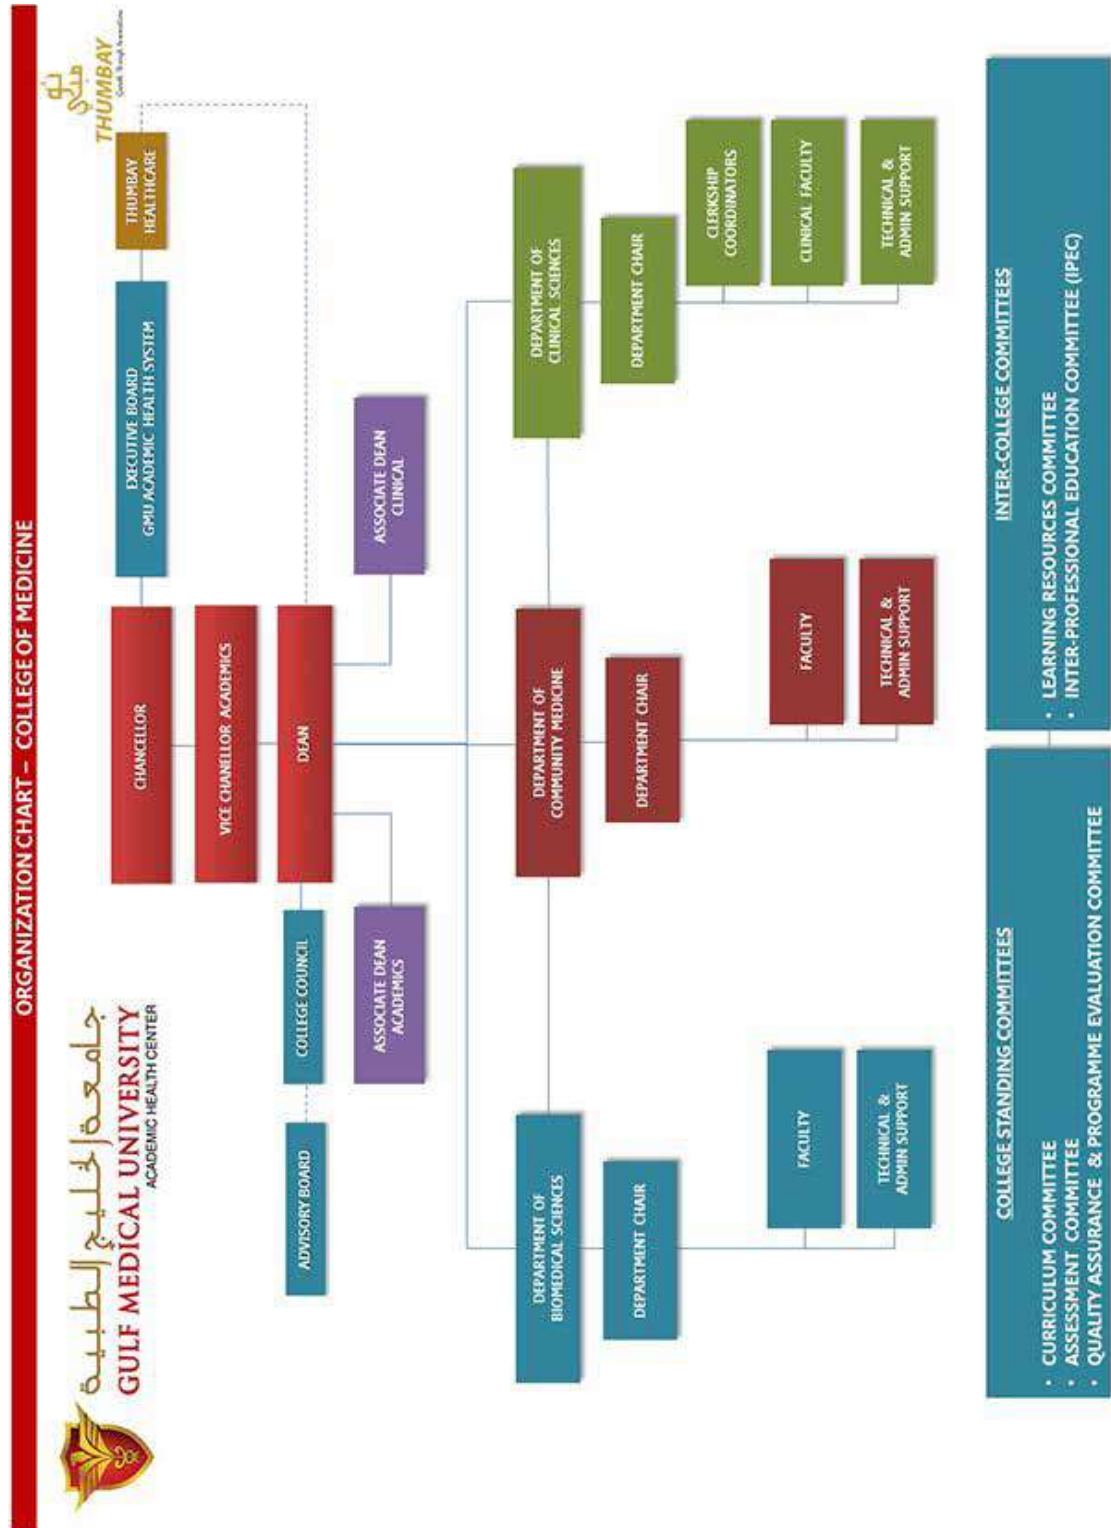 ORGANIZATION CHART – COLLEGE OF MEDICINE
جامعة الخليج الطبية
GULF MEDICAL UNIVERSITY
ACADEMIC HEALTH CENTER
ثومبي
THUMBAY
CHANCELLOR
EXECUTIVE BOARD
GMU ACADEMIC HEALTH SYSTEM
THUMBAY
HEALTHCARE
VICE CHANELLOR ACADEMICS
ADVISORY BOARD
COLLEGE COUNCIL
DEAN
ASSOCIATE DEAN
ACADEMICS
ASSOCIATE DEAN
CLINICAL
DEPARTMENT OF
BIOMEDICAL SCIENCES
DEPARTMENT OF
COMMUNITY MEDICINE
DEPARTMENT OF
CLINICAL SCIENCES
DEPARTMENT CHAIR
DEPARTMENT CHAIR
DEPARTMENT CHAIR
CLERKSHIP
COORDINATORS
FACULTY
FACULTY
CLINICAL FACULTY
TECHNICAL &
ADMIN SUPPORT
TECHNICAL &
ADMIN SUPPORT
TECHNICAL &
ADMIN SUPPORT
COLLEGE STANDING COMMITTEES
• CURRICULUM COMMITTEE
• ASSESSMENT COMMITTEE
• QUALITY ASSURANCE & PROGRAMME EVALUATION COMMITTEE
INTER-COLLEGE COMMITTEES
• LEARNING RESOURCES COMMITTEE
• INTER-PROFESSIONAL EDUCATION COMMITTEE (IPEC)